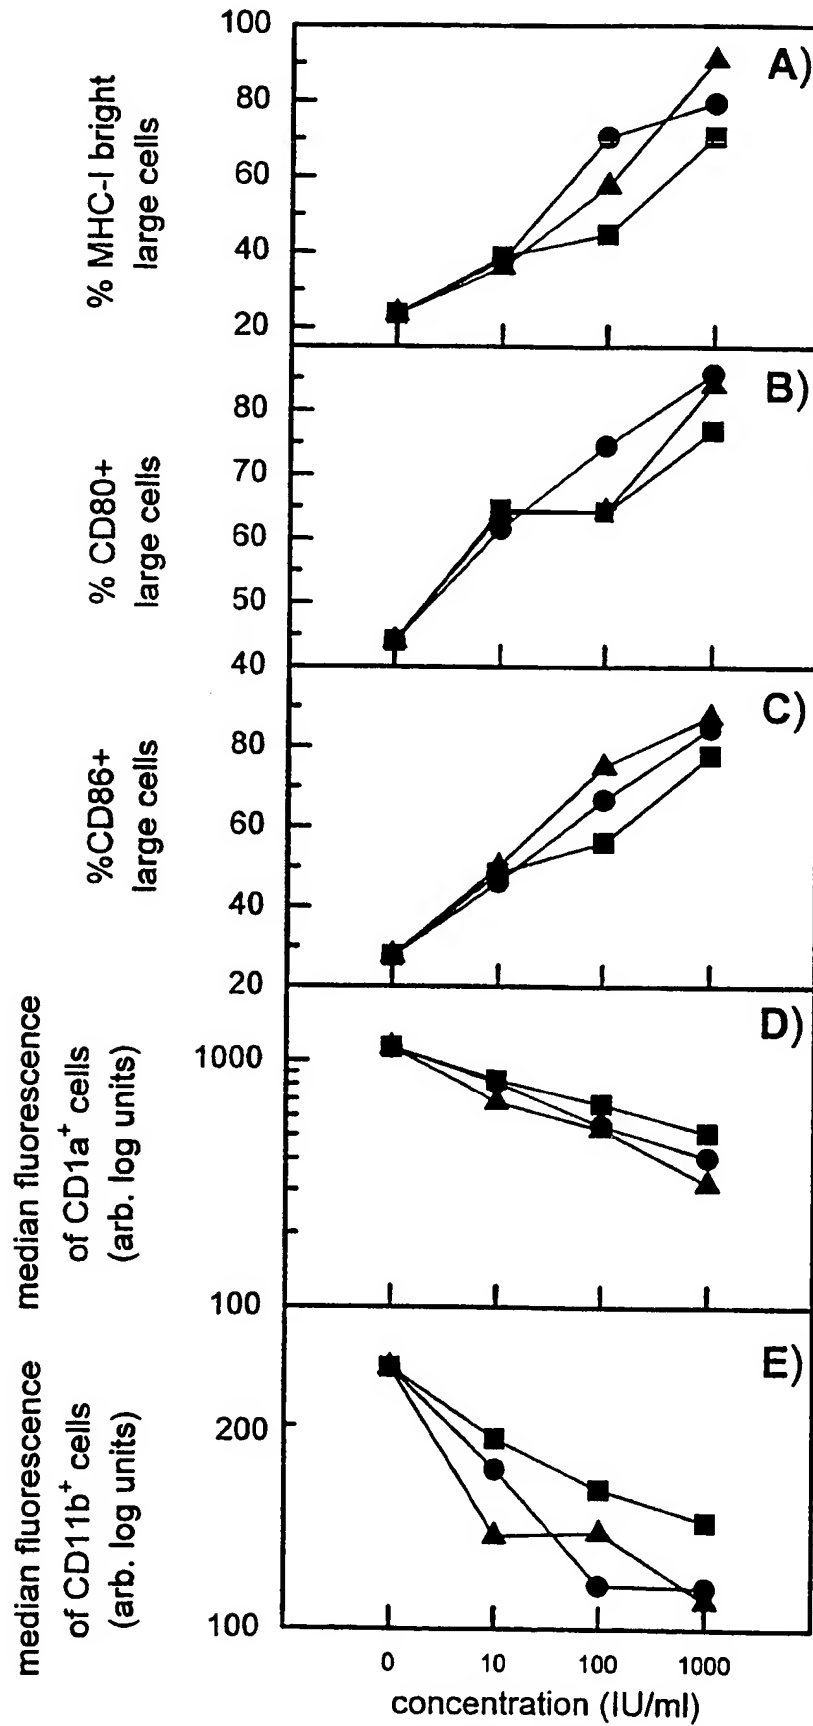 100
80
60
40
20
% MHC-I bright
large cells
A)
80
70
60
50
40
% CD80+
large cells
B)
80
60
40
20
%CD86+
large cells
C)
1000
100
median fluorescence
of CD1a+ cells
(arb. log units)
D)
200
100
median fluorescence
of CD11b+ cells
(arb. log units)
E)
0 10 100 1000
concentration (IU/ml)